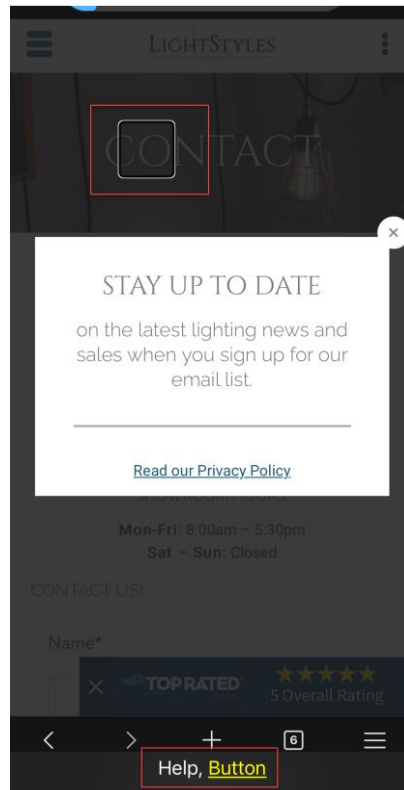 LIGHTSTYLES
CONTACT
STAY UP TO DATE
on the latest lighting news and
sales when you sign up for our
email list.
Read our Privacy Policy
SHOWROOM HOURS
Mon-Fri: 8:00am – 5:30pm
Sat – Sun: Closed
CONTACT US!
Name*
TOP RATED
5 Overall Rating
6
Help, Button